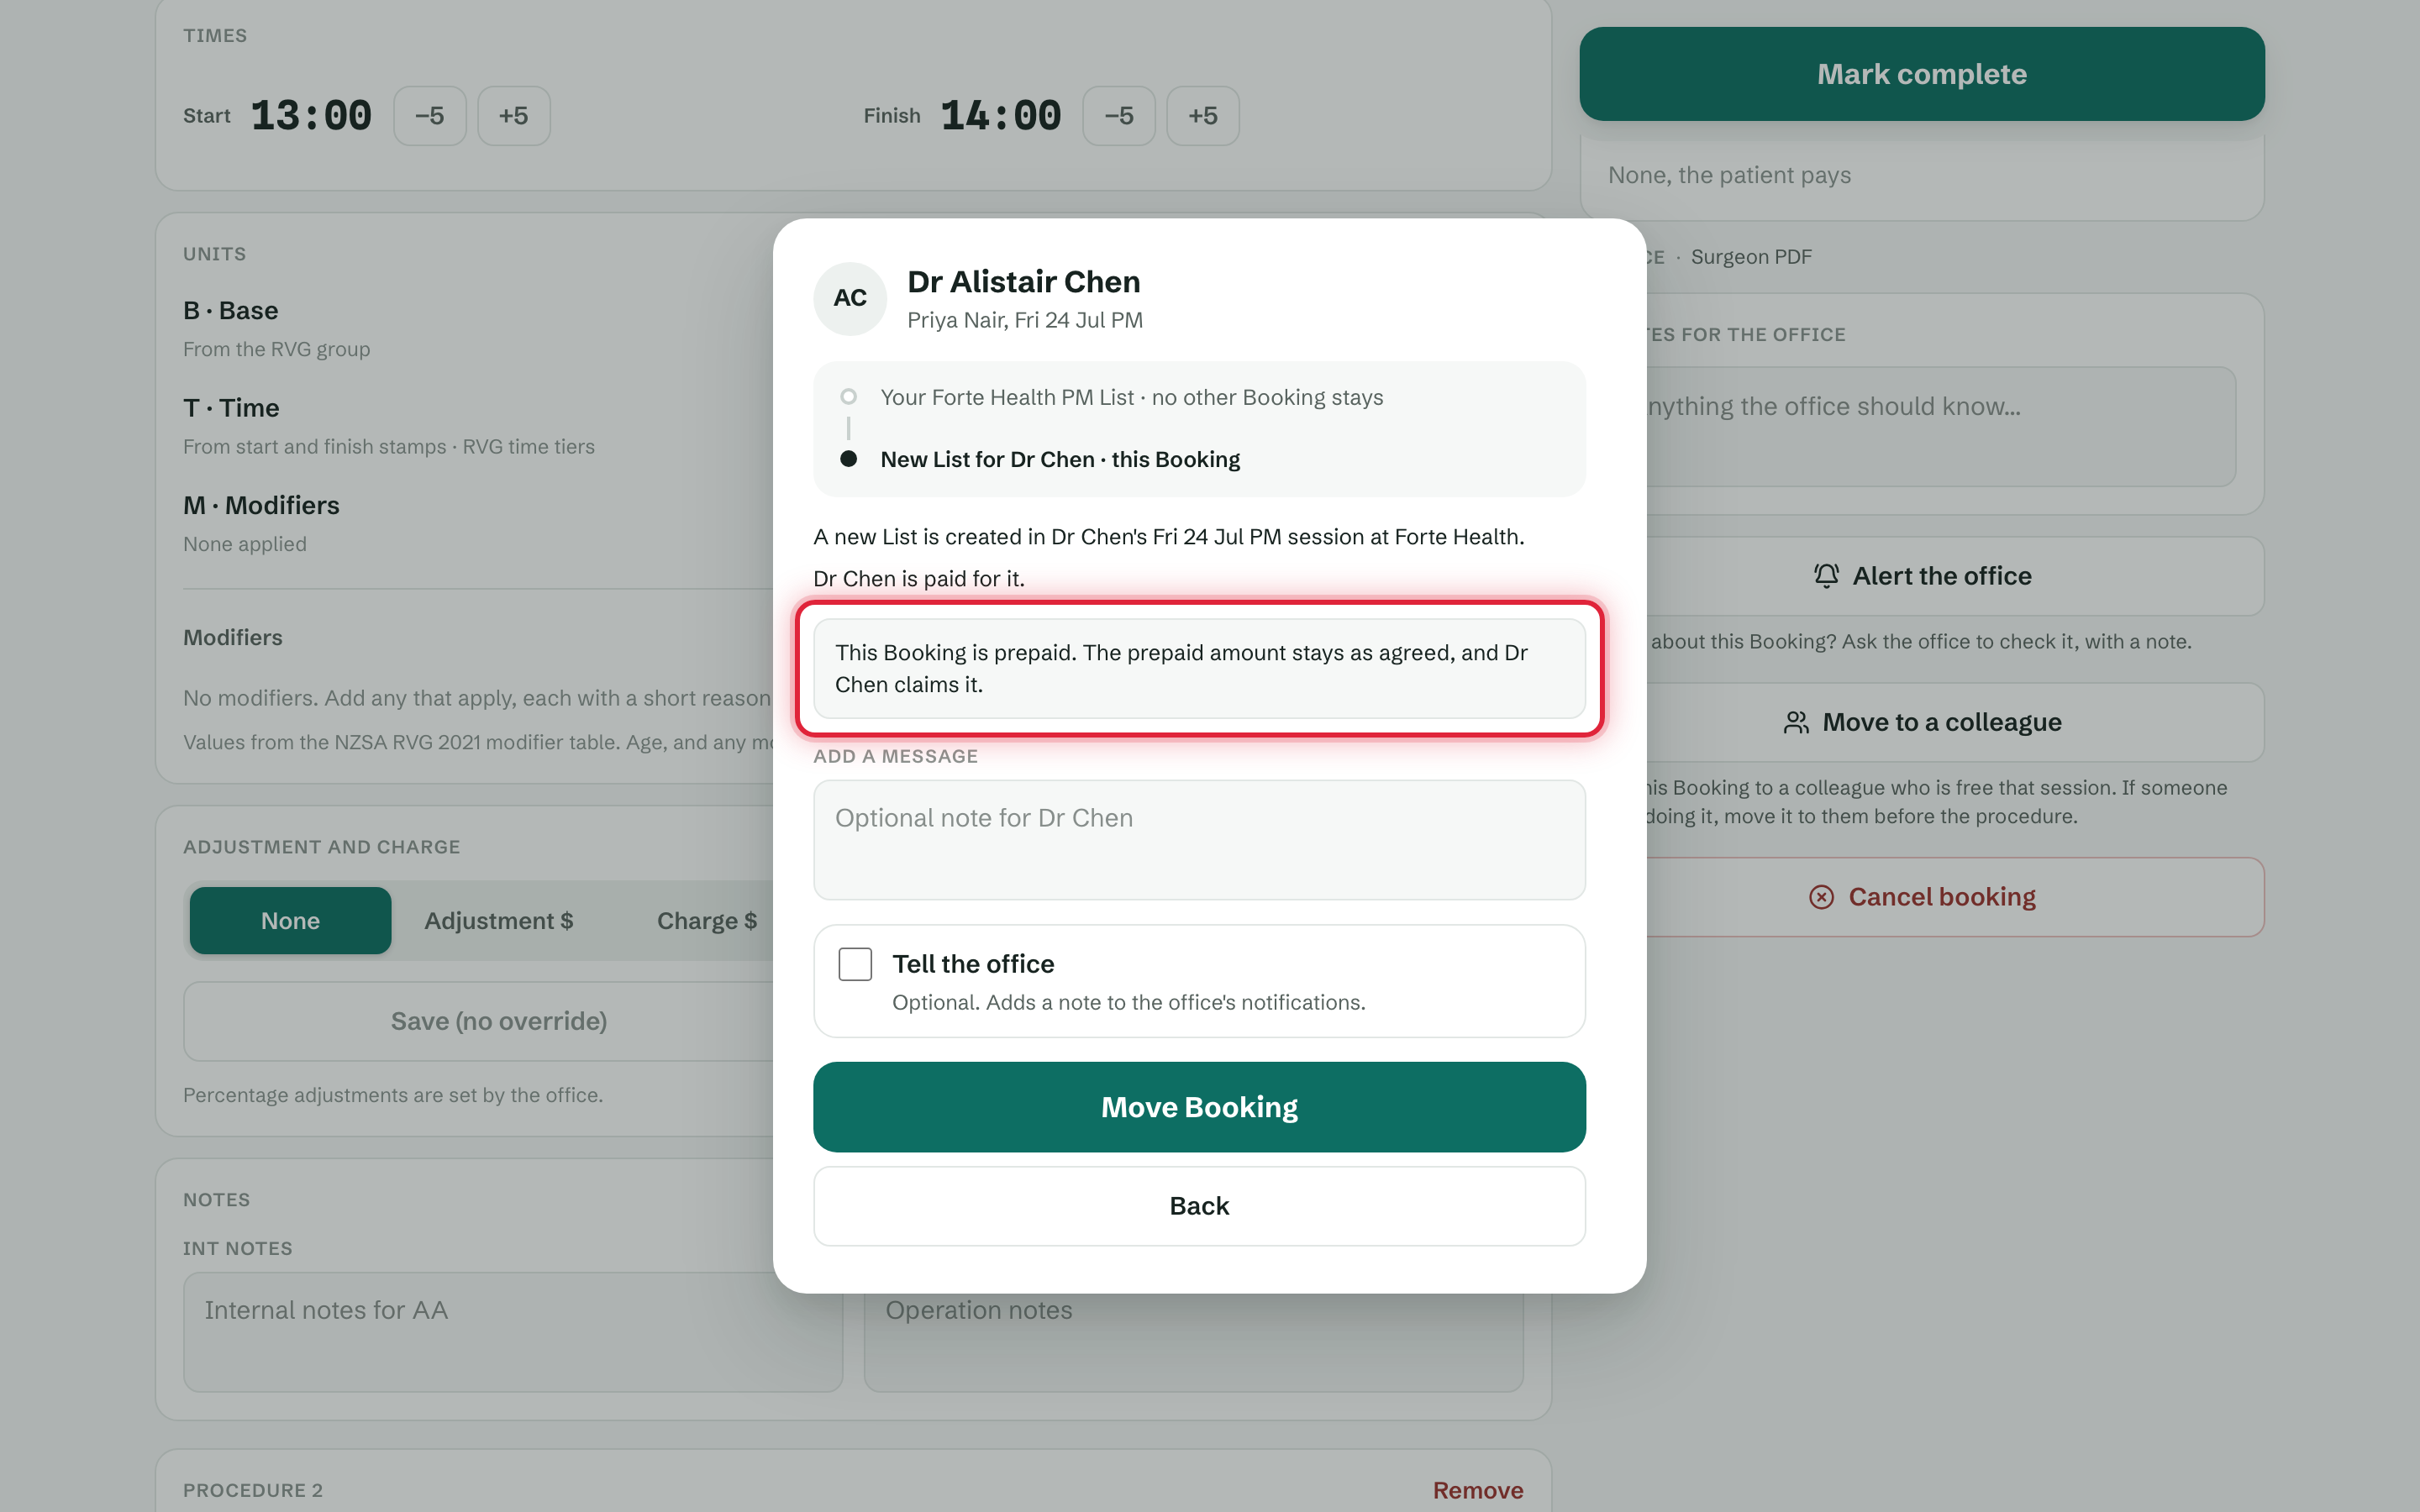 TIMES
Start 13:00 −5 +5
Finish 14:00 −5 +5
UNITS
B · Base
From the RVG group
T · Time
From start and finish stamps · RVG time tiers
M · Modifiers
None applied
Modifiers
No modifiers. Add any that apply, each with a short reason
Values from the NZSA RVG 2021 modifier table. Age, and any
ADJUSTMENT AND CHARGE
None Adjustment $ Charge $
Save (no override)
Percentage adjustments are set by the office.
NOTES
INT NOTES
Internal notes for AA
Operation notes
PROCEDURE 2 Remove
AC
Dr Alistair Chen
Priya Nair, Fri 24 Jul PM
Your Forte Health PM List · no other Booking stays
New List for Dr Chen · this Booking
A new List is created in Dr Chen's Fri 24 Jul PM session at Forte Health.
Dr Chen is paid for it.
This Booking is prepaid. The prepaid amount stays as agreed, and Dr
Chen claims it.
ADD A MESSAGE
Optional note for Dr Chen
Tell the office
Optional. Adds a note to the office's notifications.
Move Booking
Back
Mark complete
None, the patient pays
· Surgeon PDF
FOR THE OFFICE
the office should know...
Alert the office
about this Booking? Ask the office to check it, with a note.
Move to a colleague
Booking to a colleague who is free that session. If someone
doing it, move it to them before the procedure.
Cancel booking